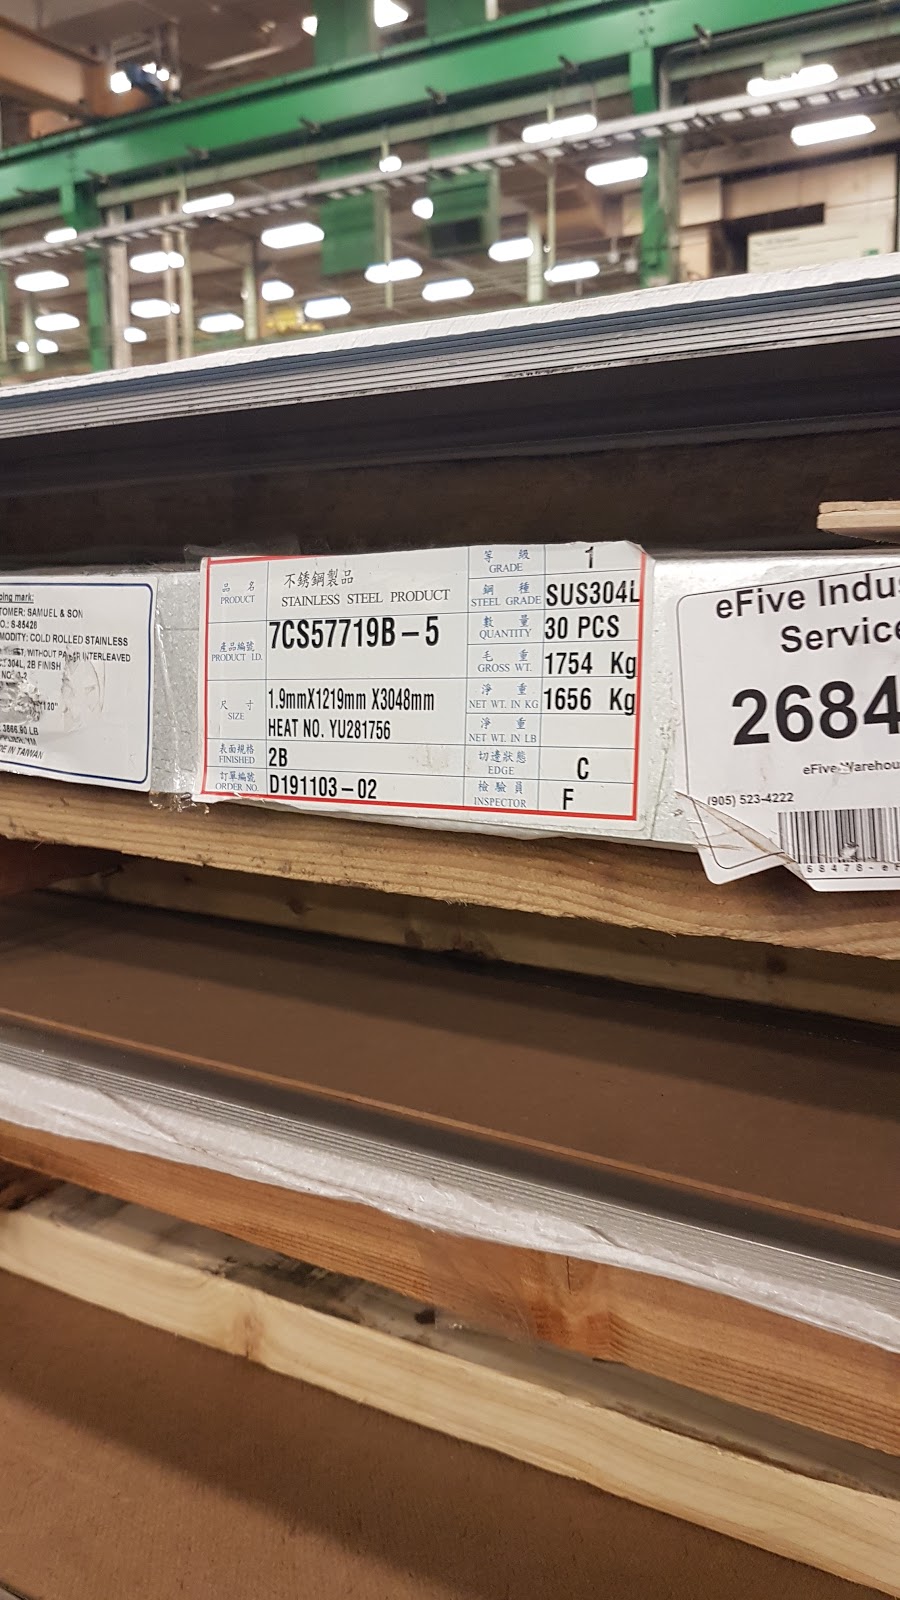 ping mark:
TOMER: SAMUEL & SON
NO.: S-85426
MODITY: COLD ROLLED STAINLESS
WITHOUT PAPER INTERLEAVED
304L, 2B FINISH
120"
3866.90 LB
DE IN TAIWAN
品名
PRODUCT
不銹鋼製品
STAINLESS STEEL PRODUCT
產品編號
PRODUCT I.D.
7CS57719B-5
尺寸
SIZE
1.9mmX1219mm X3048mm
HEAT NO. YU281756
表面規格
FINISHED
2B
訂單編號
ORDER NO.
D191103-02
等級
GRADE
1
鋼種
STEEL GRADE
SUS304L
數量
QUANTITY
30 PCS
毛重
GROSS WT.
1754 Kg
淨重
NET WT. IN KG
1656 Kg
淨重
NET WT. IN LB
切邊狀態
EDGE
C
檢驗員
INSPECTOR
F
eFive Indus
Service
2684
eFive Warehou
(905) 523-4222
68478-eF